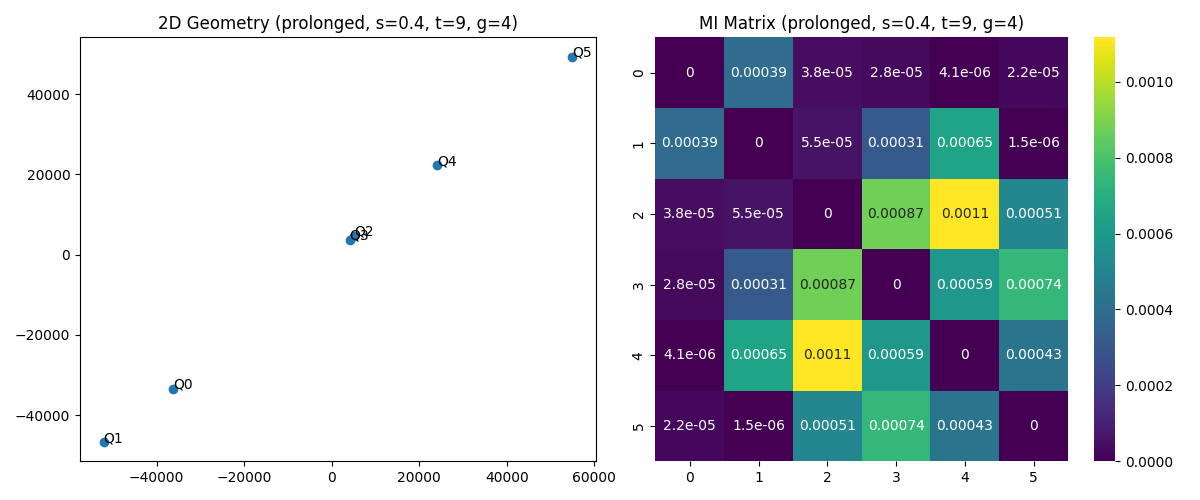 2D Geometry (prolonged, s=0.4, t=9, g=4)
Q5
Q4
Q2
Q3
Q0
Q1
40000
20000
0
−20000
−40000
−40000 −20000 0 20000 40000 60000
MI Matrix (prolonged, s=0.4, t=9, g=4)
0 0 0.00039 3.8e-05 2.8e-05 4.1e-06 2.2e-05
1 0.00039 0 5.5e-05 0.00031 0.00065 1.5e-06
2 3.8e-05 5.5e-05 0 0.00087 0.0011 0.00051
3 2.8e-05 0.00031 0.00087 0 0.00059 0.00074
4 4.1e-06 0.00065 0.0011 0.00059 0 0.00043
5 2.2e-05 1.5e-06 0.00051 0.00074 0.00043 0
0 1 2 3 4 5
0.0010
0.0008
0.0006
0.0004
0.0002
0.0000